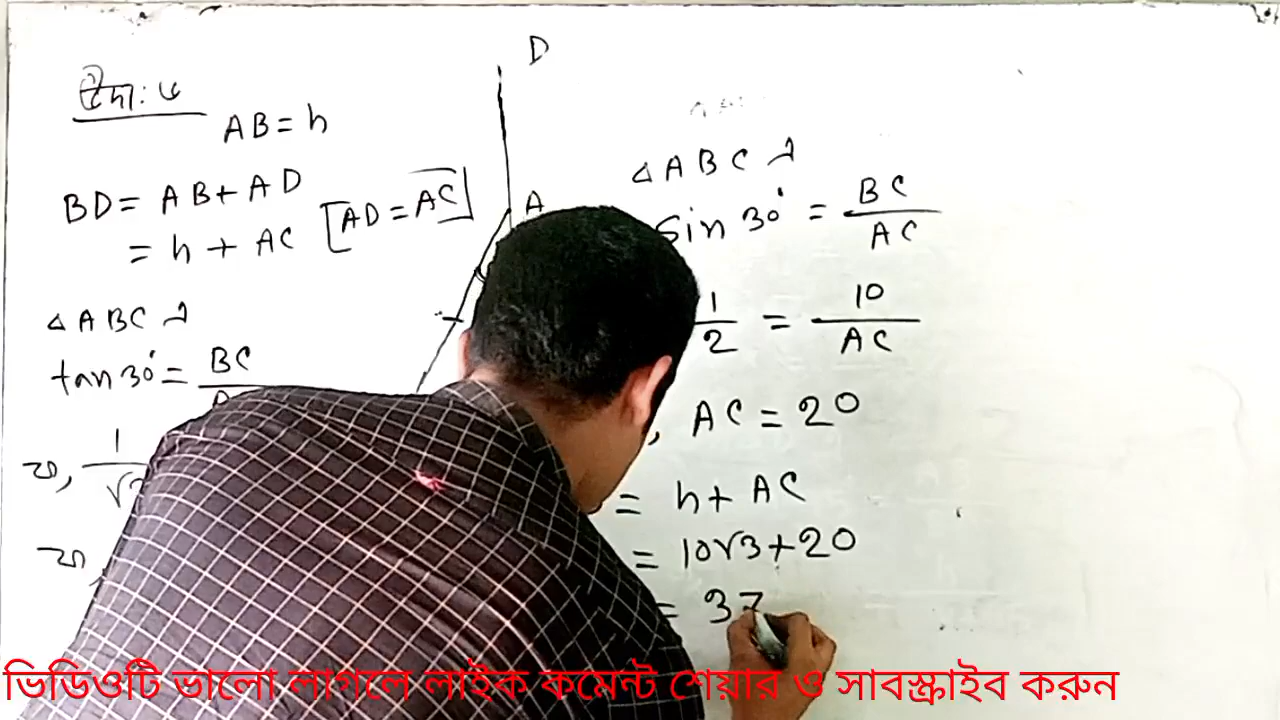 উদা: ৬
AB = h
BD = AB + AD
= h + AC [AD = AC]
△ABC এ
tan 30° = BC
বা, 1
বা,
D
A
△ABC এ
Sin 30° = BC/AC
1/2 = 10/AC
, AC = 20
= h + AC
= 10√3 + 20
= 37
ভিডিওটি ভালো লাগলে লাইক কমেন্ট শেয়ার ও সাবস্ক্রাইব করুন